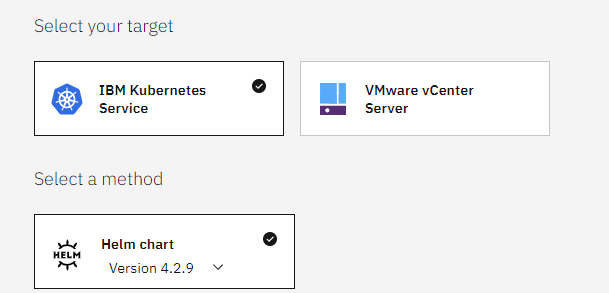 Select your target
IBM Kubernetes
Service
VMware vCenter
Server
Select a method
HELM
Helm chart
Version 4.2.9